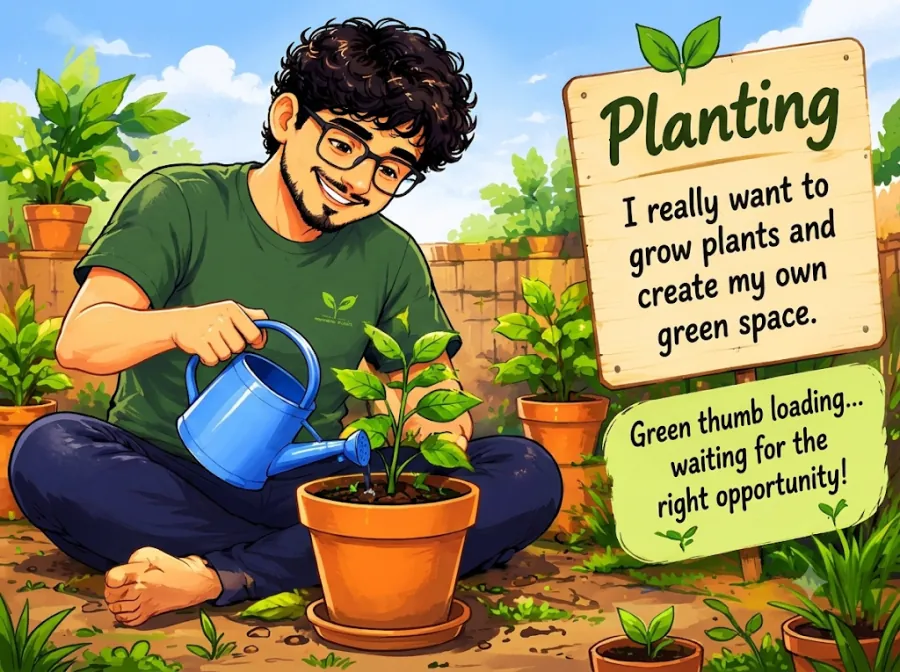 Planting
I really want to
grow plants and
create my own
green space.
Green thumb loading...
waiting for the
right opportunity!